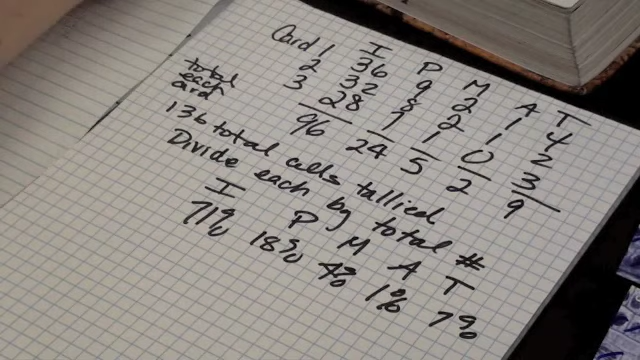 I P M A T
Card 1 36 9 2 1 4
2 32 8 2 1 2
3 28 7 1 0 3
total
each
card
96 24 5 2 9
136 total cells tallied
Divide each by total #
I P M A T
71% 18% 4% 1% 7%